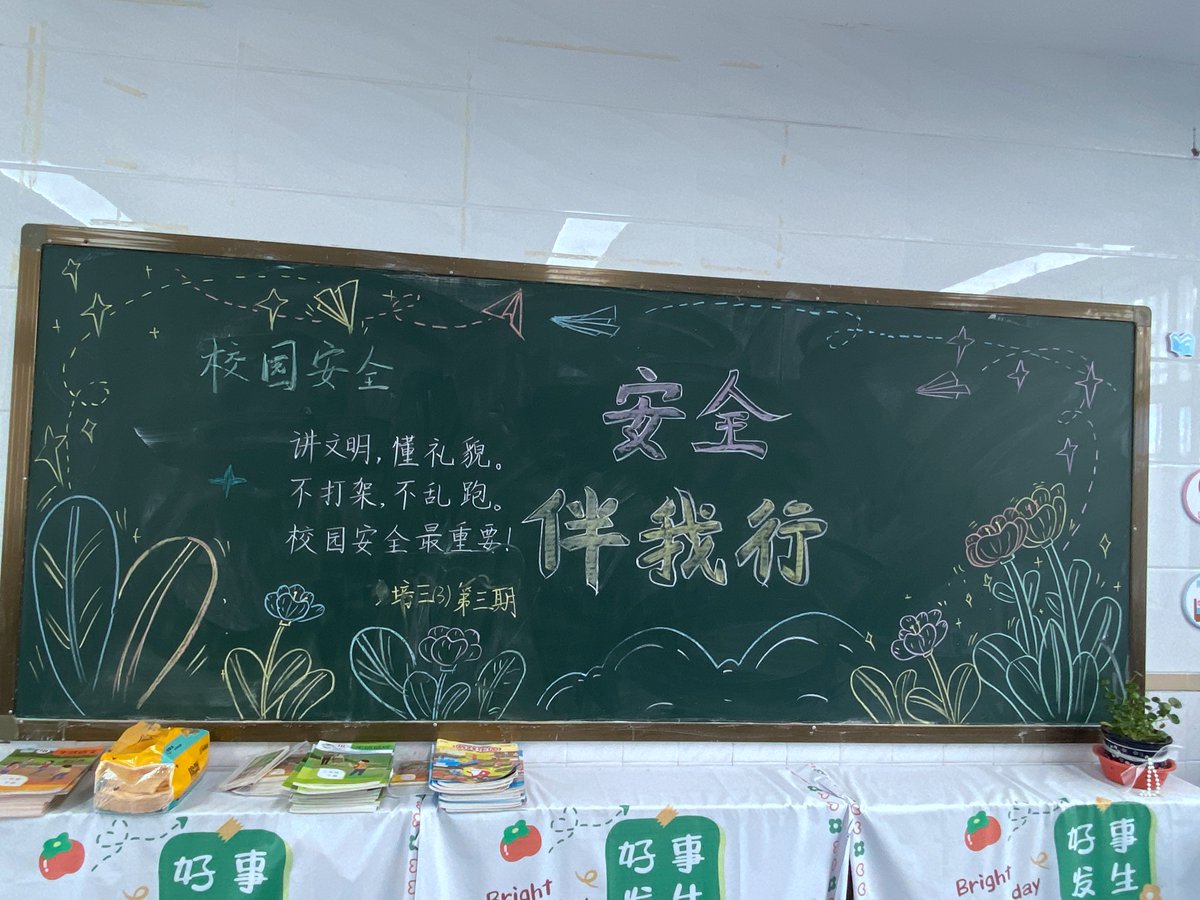 校园安全
讲文明,懂礼貌。
不打架,不乱跑。
校园安全最重要!
培三(3)第三期
安全
伴我行
好事
Bright
好事
发生
Bright
day
好事
发生